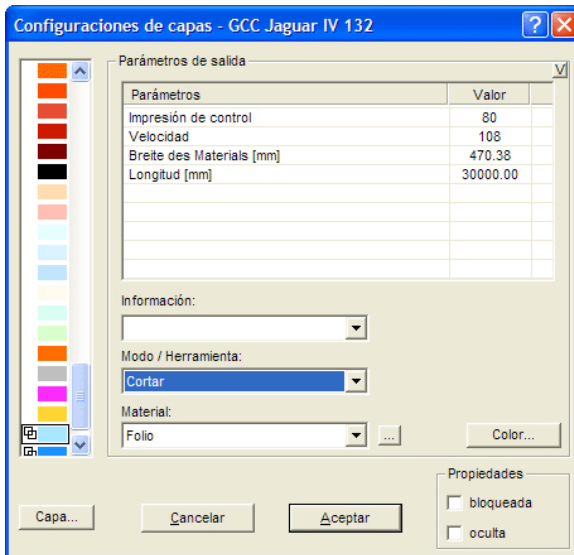 Configuraciones de capas - GCC Jaguar IV 132
Parámetros de salida
V
Parámetros Valor
Impresión de control 80
Velocidad 108
Breite des Materials [mm] 470.38
Longitud [mm] 30000.00
Información:
Modo / Herramienta:
Cortar
Material:
Folio
...
Color...
Propiedades
bloqueada
oculta
Capa...
Cancelar
Aceptar